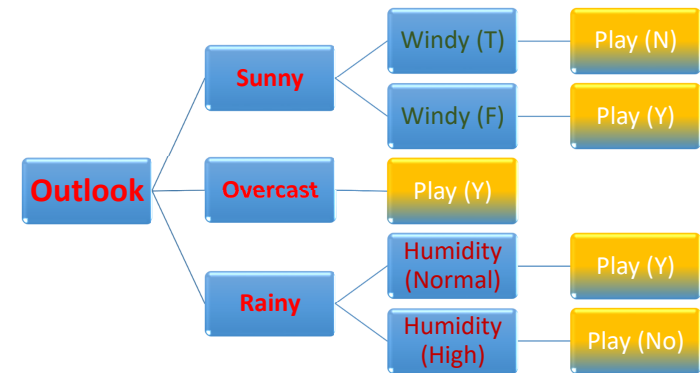 Outlook
Sunny
Windy (T)
Play (N)
Windy (F)
Play (Y)
Overcast
Play (Y)
Rainy
Humidity
(Normal)
Play (Y)
Humidity
(High)
Play (No)